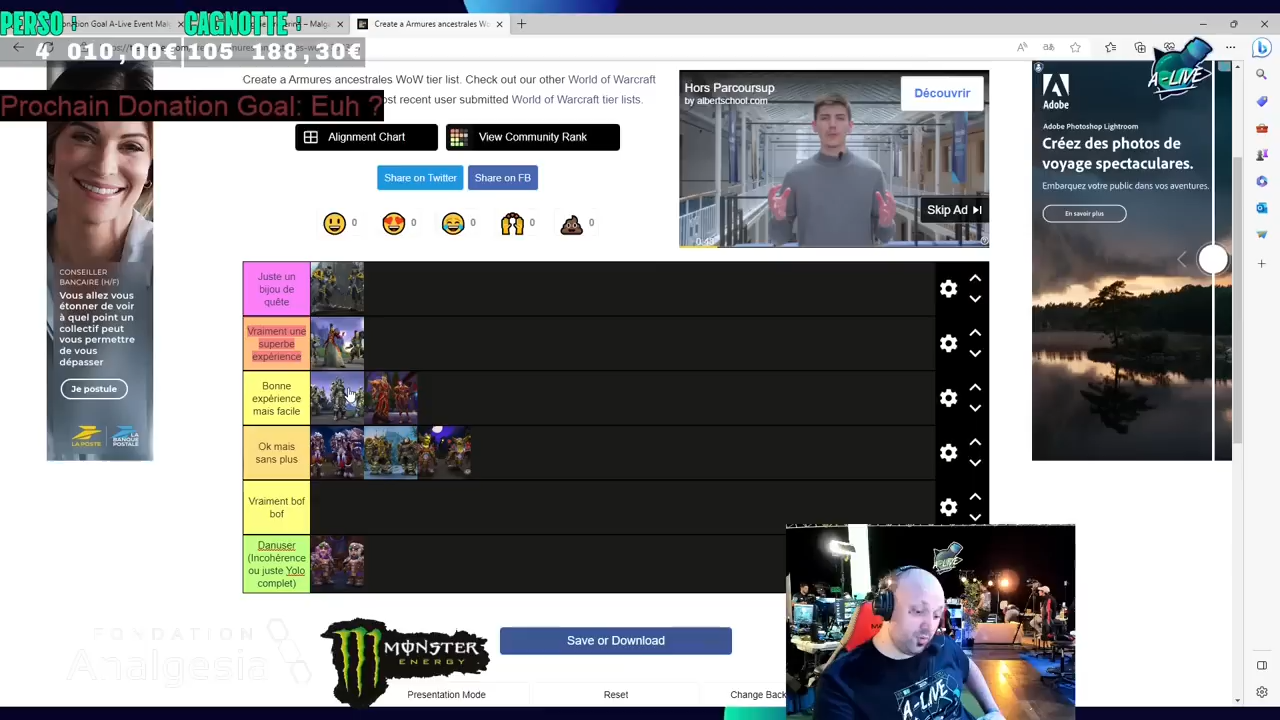 PERSO : CAGNOTTE :
4 010,00€ 105 188,30€
Prochain Donation Goal: Euh ?
Create a Armures ancestrales Wo
Create a Armures ancestrales WoW tier list. Check out our other World of Warcraft
ost recent user submitted World of Warcraft tier lists.
Alignment Chart
View Community Rank
Share on Twitter
Share on FB
0 0 0 0 0
Hors Parcoursup
by albertschool.com
Découvrir
Skip Ad
0:43
A-LIVE
Adobe
Adobe Photoshop Lightroom
Créez des photos de
voyage spectaculaires.
Embarquez votre public dans vos aventures.
En savoir plus
CONSEILLER
BANCAIRE (H/F)
Vous allez vous
étonner de voir
à quel point un
collectif peut
vous permettre
de vous
dépasser
Je postule
LA POSTE
LA BANQUE POSTALE
Juste un
bijou de
quête
Vraiment une
superbe
expérience
Bonne
expérience
mais facile
Ok mais
sans plus
Vraiment bof
bof
Danuser
(Incohérence
ou juste Yolo
complet)
FONDATION
Analgesia
MONSTER
ENERGY
Save or Download
Presentation Mode
Reset
Change Back
A-LIVE
A-LIVE